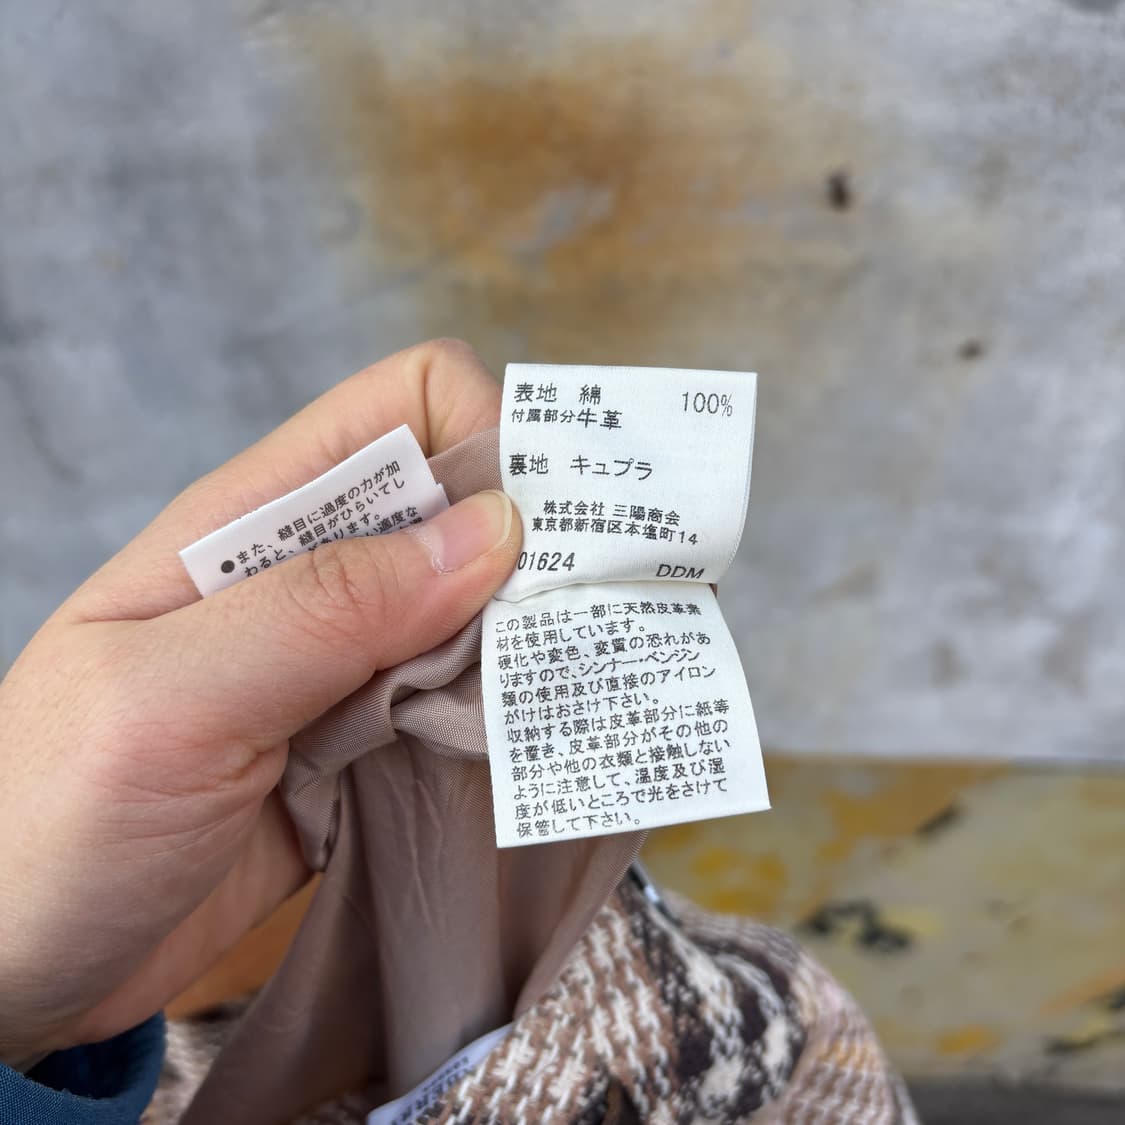 表地 綿 100%
付属部分牛革
裏地 キュプラ
株式会社 三陽商会
東京都新宿区本塩町14
01624 DDM
この製品は一部に天然皮革素
材を使用しています。
硬化や変色、変質の恐れがあ
りますので、シンナー・ベンジン
類の使用及び直接のアイロン
がけはおさけ下さい。
収納する際は皮革部分に紙等
を置き、皮革部分がその他の
部分や他の衣類と接触しない
ように注意して、温度及び湿
度が低いところで光をさけて
保管して下さい。
●また、縫目に過度の力が加
わると、縫目がひらいてし
あります。
い過度な